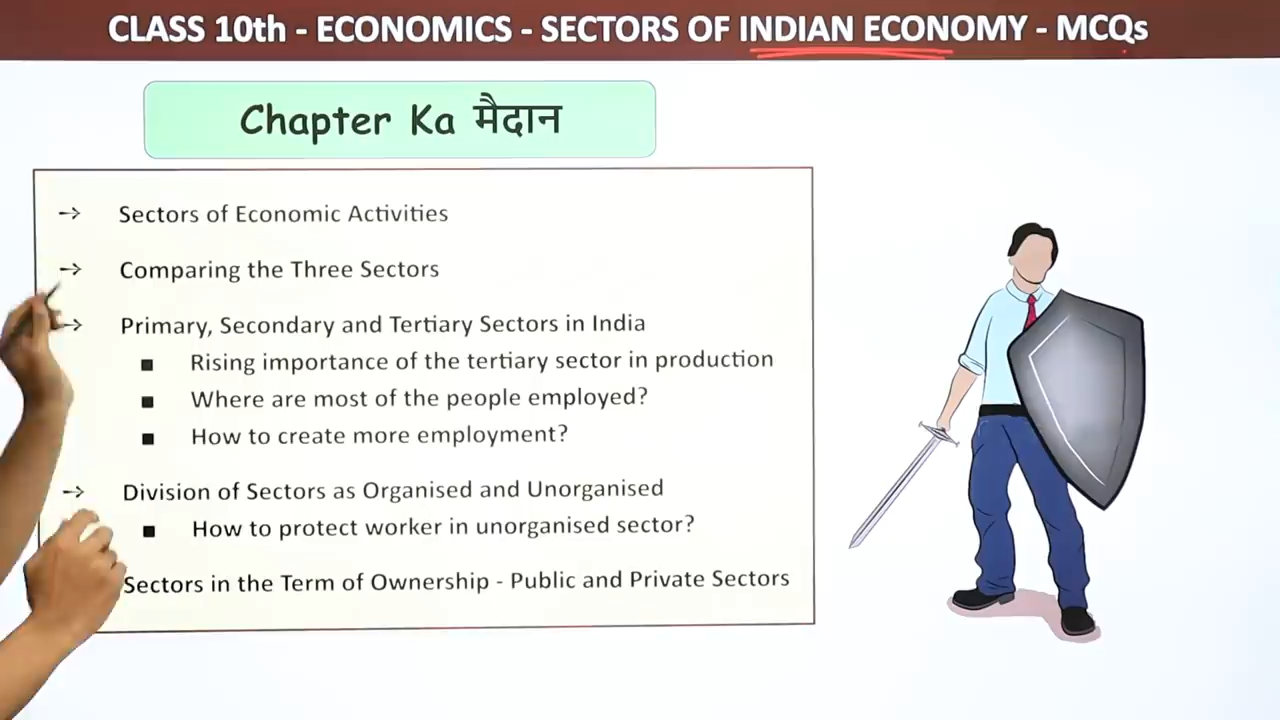 CLASS 10th - ECONOMICS - SECTORS OF INDIAN ECONOMY - MCQs
Chapter Ka मैदान
Sectors of Economic Activities
Comparing the Three Sectors
Primary, Secondary and Tertiary Sectors in India
Rising importance of the tertiary sector in production
Where are most of the people employed?
How to create more employment?
Division of Sectors as Organised and Unorganised
How to protect worker in unorganised sector?
Sectors in the Term of Ownership - Public and Private Sectors